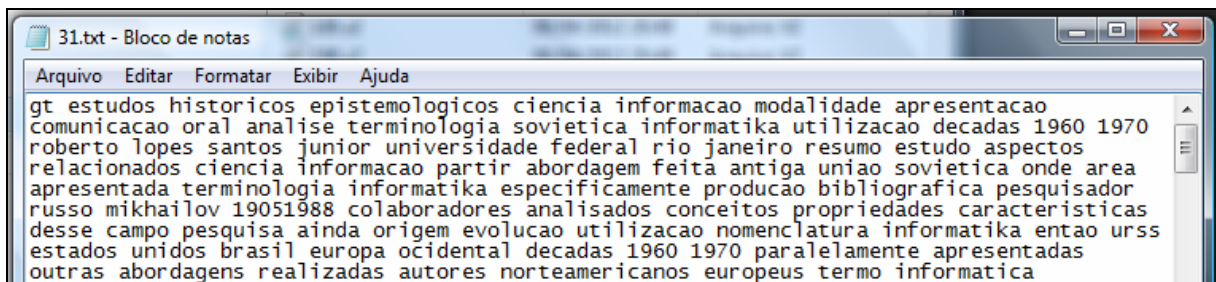 31.txt - Bloco de notas
Arquivo Editar Formatar Exibir Ajuda
gt estudos historicos epistemologicos ciencia informacao modalidade apresentacao
comunicacao oral analise terminologia sovietica informatika utilizacao decadas 1960 1970
roberto lopes santos junior universidade federal rio janeiro resumo estudo aspectos
relacionados ciencia informacao partir abordagem feita antiga uniao sovietica onde area
apresentada terminologia informatika especificamente producao bibliografica pesquisador
russo mikhailov 19051988 colaboradores analisados conceitos propriedades caracteristicas
desse campo pesquisa ainda origem evolucao utilizacao nomenclatura informatika entao urss
estados unidos brasil europa ocidental decadas 1960 1970 paralelamente apresentadas
outras abordagens realizadas autores norteamericanos europeus termo informatica